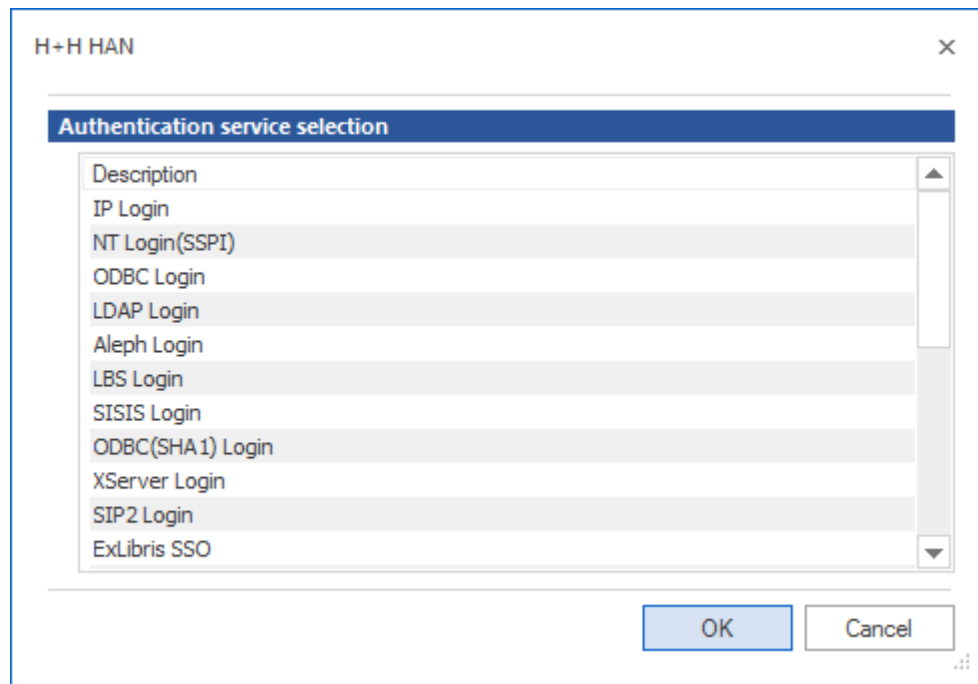 H+H HAN
Authentication service selection
Description
IP Login
NT Login(SSPI)
ODBC Login
LDAP Login
Aleph Login
LBS Login
SISIS Login
ODBC(SHA1) Login
XServer Login
SIP2 Login
ExLibris SSO
OK Cancel